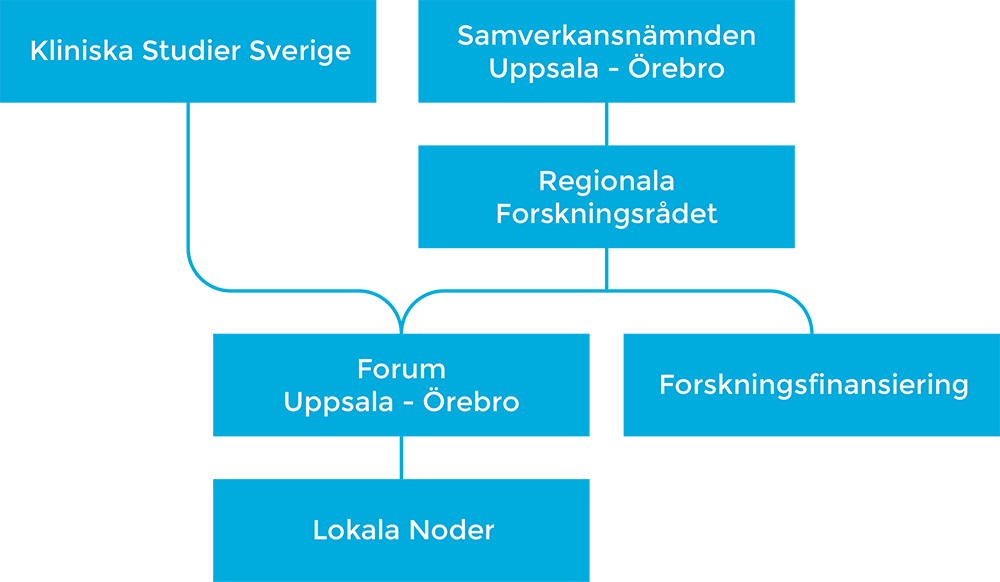 Kliniska Studier Sverige
Samverkansnämnden
Uppsala - Örebro
Regionala
Forskningsrådet
Forum
Uppsala - Örebro
Forskningsfinansiering
Lokala Noder